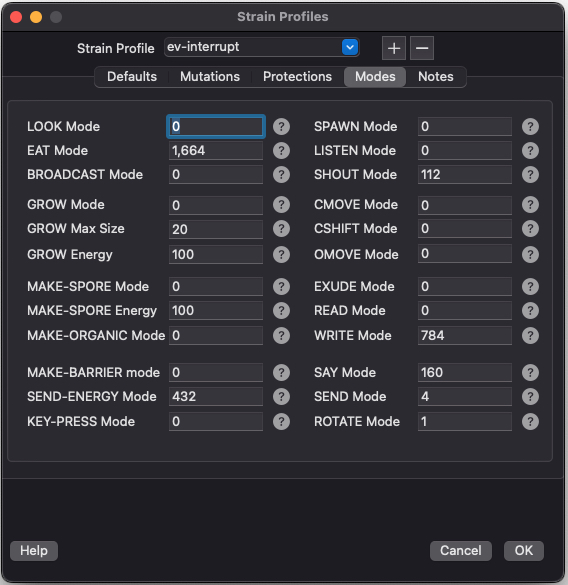 Strain Profiles
Strain Profile ev-interrupt + −
Defaults Mutations Protections Modes Notes
LOOK Mode 0 ? SPAWN Mode 0 ?
EAT Mode 1,664 ? LISTEN Mode 0 ?
BROADCAST Mode 0 ? SHOUT Mode 112 ?
GROW Mode 0 ? CMOVE Mode 0 ?
GROW Max Size 20 ? CSHIFT Mode 0 ?
GROW Energy 100 ? OMOVE Mode 0 ?
MAKE-SPORE Mode 0 ? EXUDE Mode 0 ?
MAKE-SPORE Energy 100 ? READ Mode 0 ?
MAKE-ORGANIC Mode 0 ? WRITE Mode 784 ?
MAKE-BARRIER mode 0 ? SAY Mode 160 ?
SEND-ENERGY Mode 432 ? SEND Mode 4 ?
KEY-PRESS Mode 0 ? ROTATE Mode 1 ?
Help Cancel OK